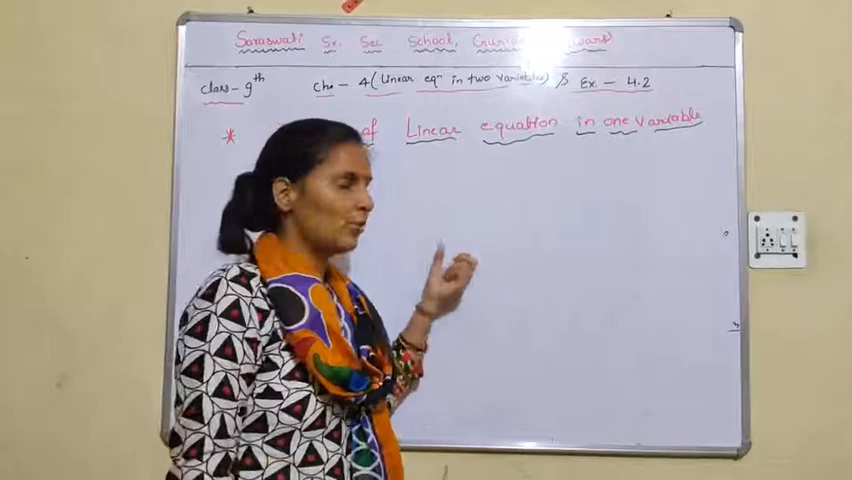 Saraswati Sr. Sec School,
class - 9th Cha - 4 (Linear eqn in two variables) & Ex. - 4.2
* of Linear equation in one variable